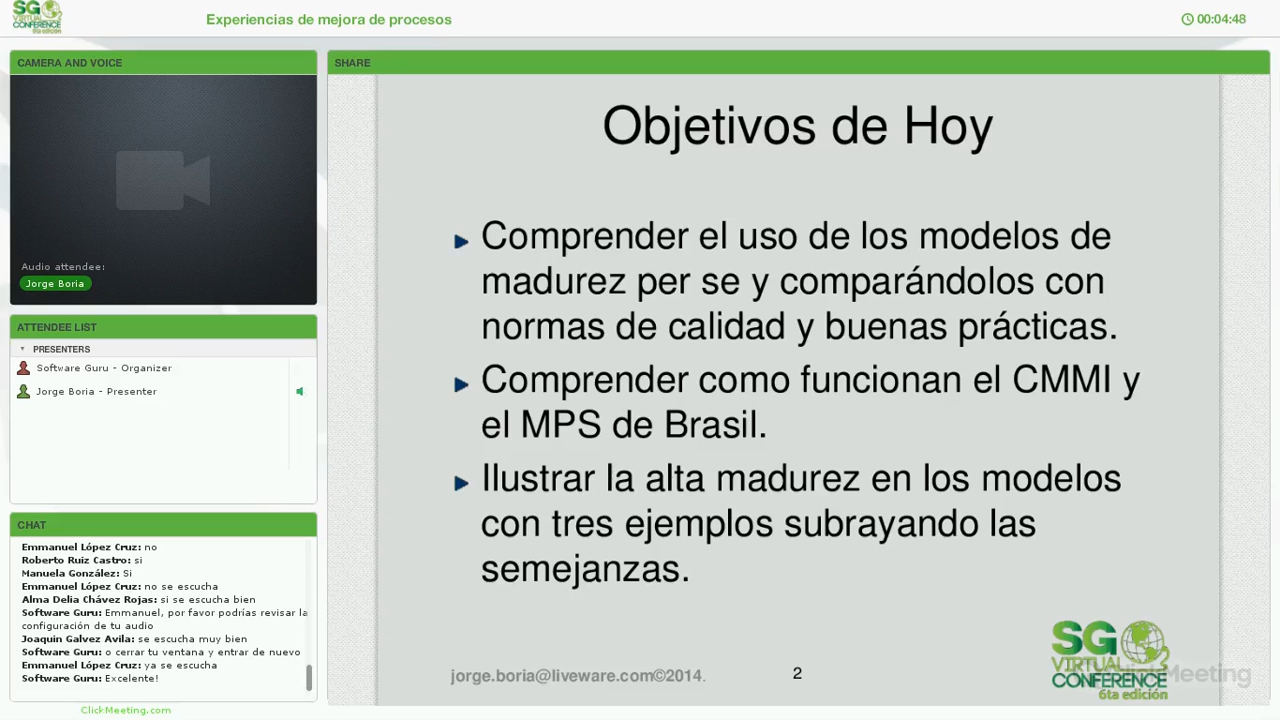 SG
VIRTUAL
CONFERENCE
6ta edición
Experiencias de mejora de procesos
00:04:48
CAMERA AND VOICE
Audio attendee:
Jorge Boria
ATTENDEE LIST
PRESENTERS
Software Guru - Organizer
Jorge Boria - Presenter
CHAT
Emmanuel López Cruz: no
Roberto Ruiz Castro: si
Manuela González: Si
Emmanuel López Cruz: no se escucha
Alma Delia Chávez Rojas: si se escucha bien
Software Guru: Emmanuel, por favor podrías revisar la
configuración de tu audio
Joaquin Galvez Avila: se escucha muy bien
Software Guru: o cerrar tu ventana y entrar de nuevo
Emmanuel López Cruz: ya se escucha
Software Guru: Excelente!
ClickMeeting.com
SHARE
Objetivos de Hoy
Comprender el uso de los modelos de
madurez per se y comparándolos con
normas de calidad y buenas prácticas.
Comprender como funcionan el CMMI y
el MPS de Brasil.
Ilustrar la alta madurez en los modelos
con tres ejemplos subrayando las
semejanzas.
jorge.boria@liveware.com©2014.
2
SG
VIRTUAL
CONFERENCE
6ta edición
ClickMeeting